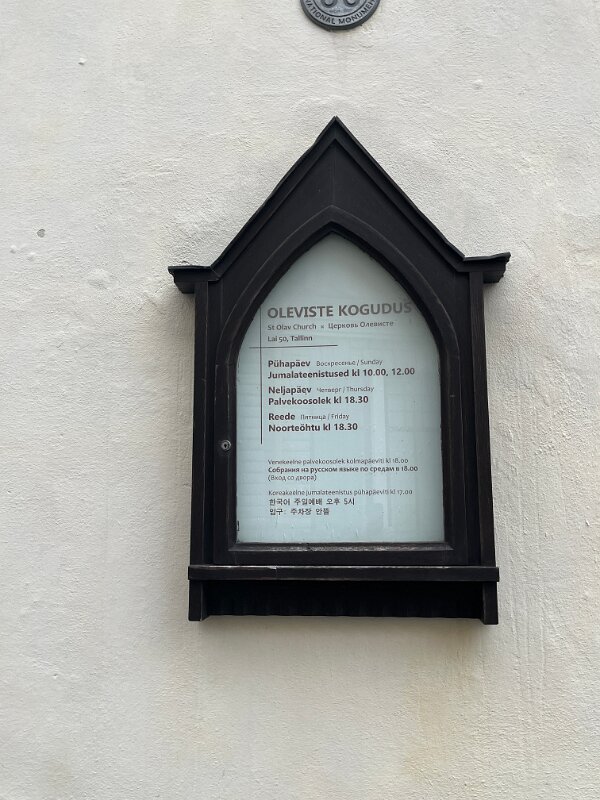 NATIONAL MONUMENT
OLEVISTE KOGUDUS
St Olav Church x Церковь Олевисте
Lai 50, Tallinn
Pühapäev Воскресенье / Sunday
Jumalateenistused kl 10.00, 12.00
Neljapäev Четверг / Thursday
Palvekoosolek kl 18.30
Reede Пятница / Friday
Noorteõhtu kl 18.30
Venekeelne palvekoosolek kolmapäeviti kl 18.00
Собрания на русском языке по средам в 18.00
(Вход со двора)
Koreakeelne jumalateenistus pühapäeviti kl 17.00
한국어 주일예배 오후 5시
입구: 주차장 안뜰